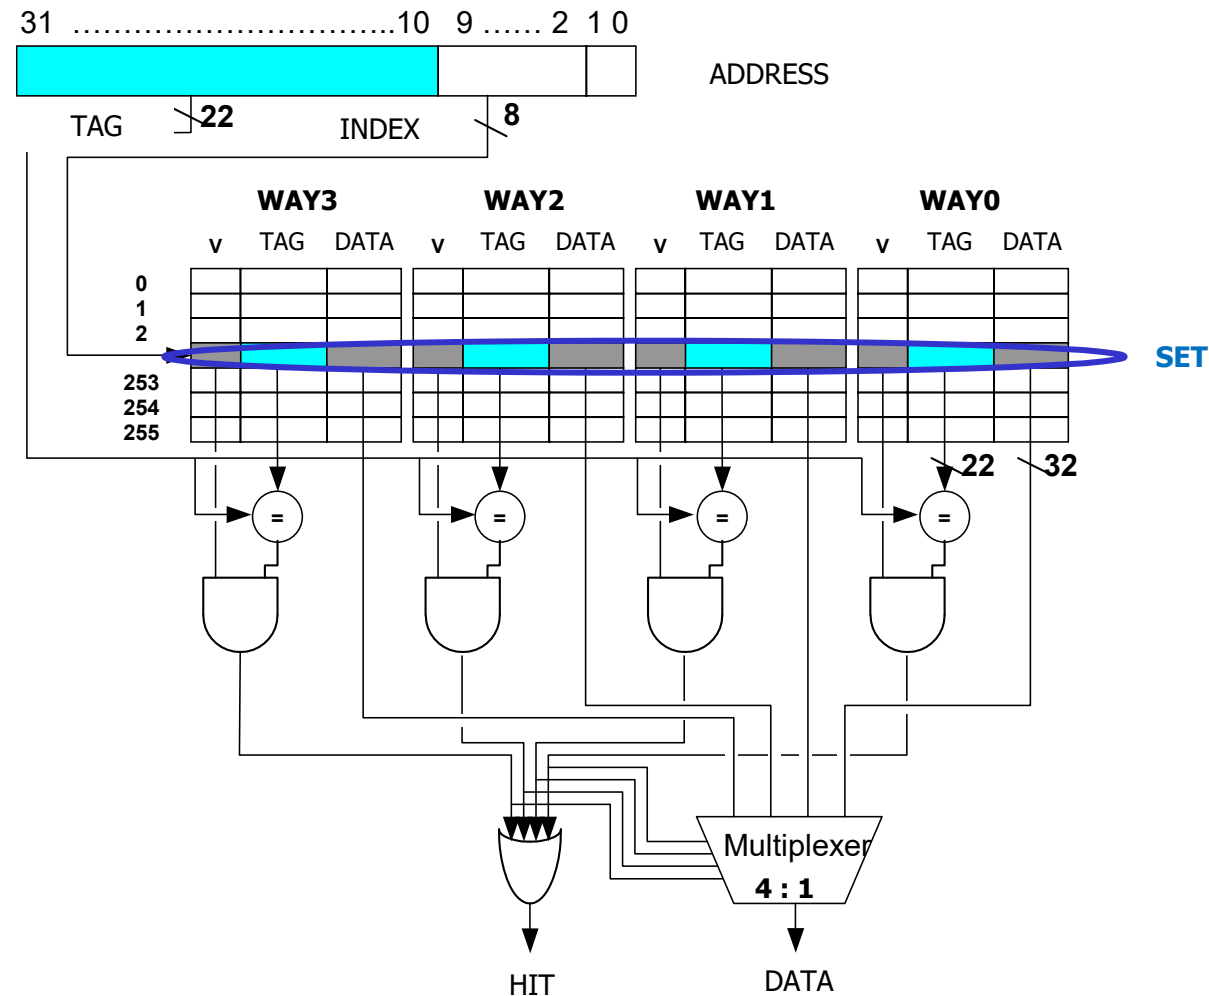 31 ……………………………..10 9 …… 2 1 0
ADDRESS
TAG 22 INDEX 8
WAY3 WAY2 WAY1 WAY0
V TAG DATA V TAG DATA V TAG DATA V TAG DATA
0
1
2
SET
253
254
255
22 32
= = = =
Multiplexer
4 : 1
HIT DATA